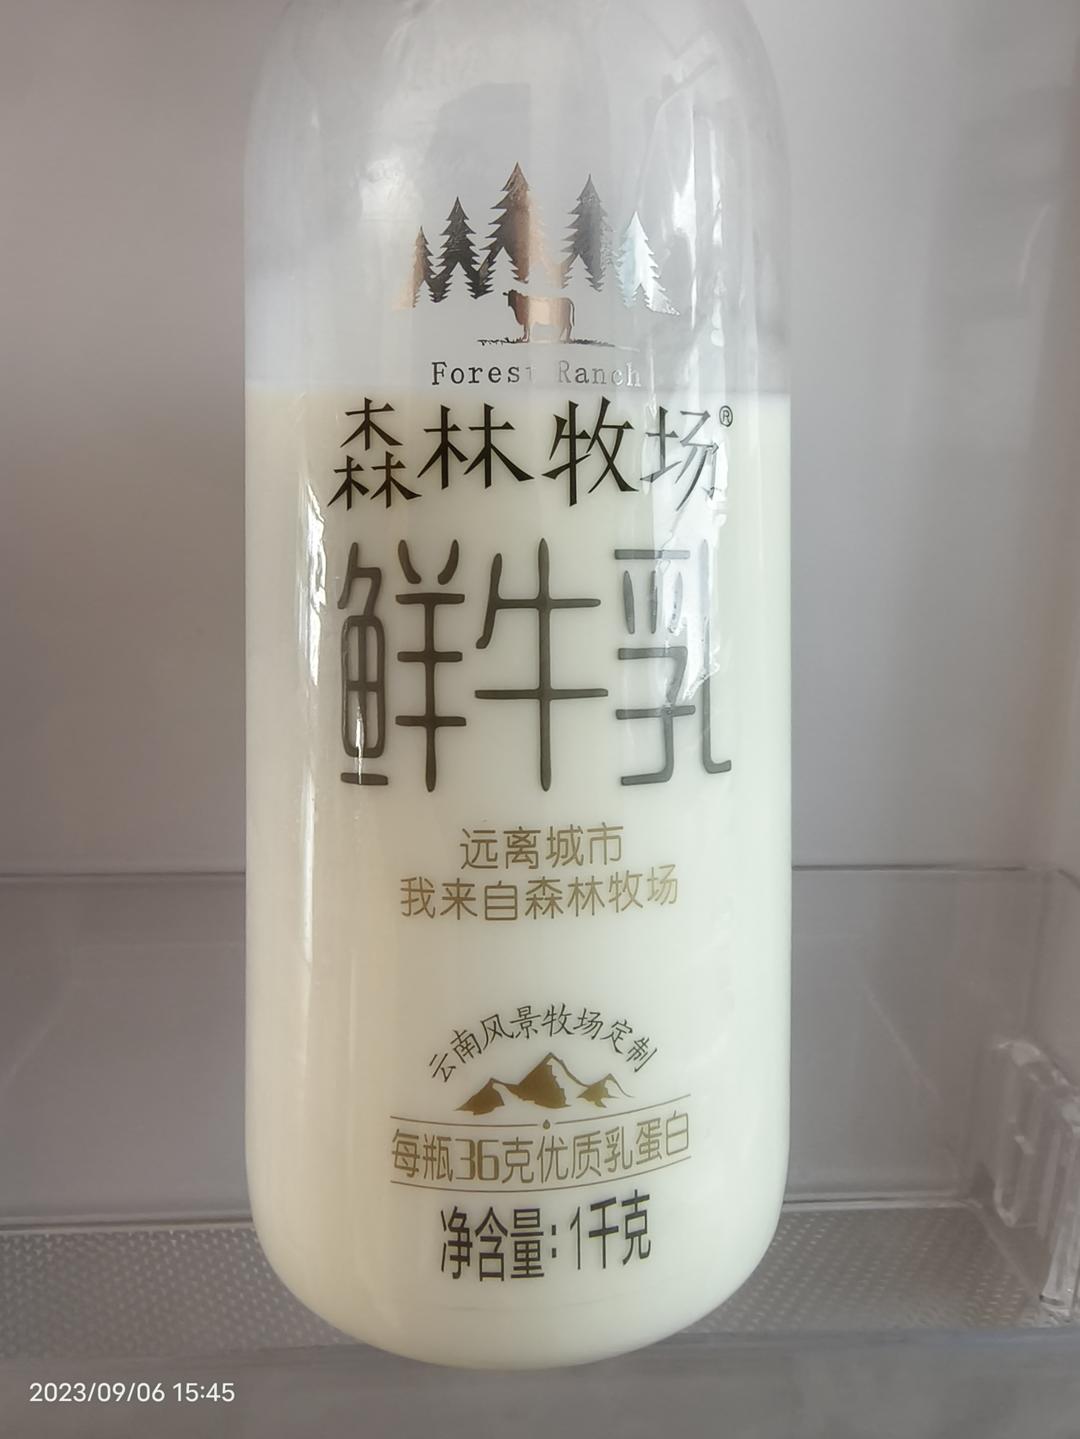 Forest Ranch
森林牧场®
鲜牛乳
远离城市
我来自森林牧场
云南风景牧场定制
每瓶36克优质乳蛋白
净含量:1千克
2023/09/06 15:45